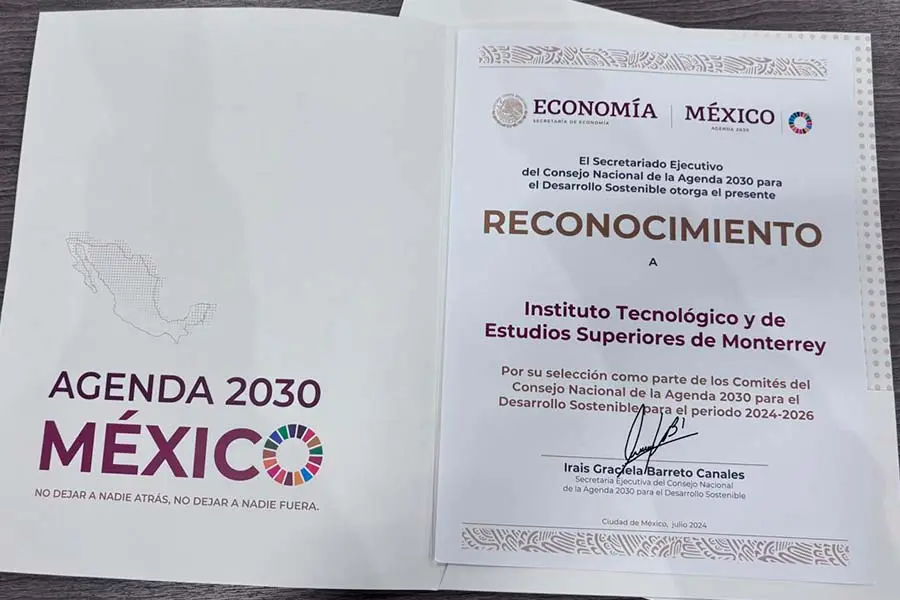 AGENDA 2030
MÉXICO
NO DEJAR A NADIE ATRÁS, NO DEJAR A NADIE FUERA.
ECONOMÍA
SECRETARÍA DE ECONOMÍA
MÉXICO
AGENDA 2030
El Secretariado Ejecutivo
del Consejo Nacional de la Agenda 2030 para
el Desarrollo Sostenible otorga el presente
RECONOCIMIENTO
A
Instituto Tecnológico y de
Estudios Superiores de Monterrey
Por su selección como parte de los Comités del
Consejo Nacional de la Agenda 2030 para el
Desarrollo Sostenible para el periodo 2024-2026
Irais Graciela Barreto Canales
Secretaria Ejecutiva del Consejo Nacional
de la Agenda 2030 para el Desarrollo Sostenible
Ciudad de México, julio 2024